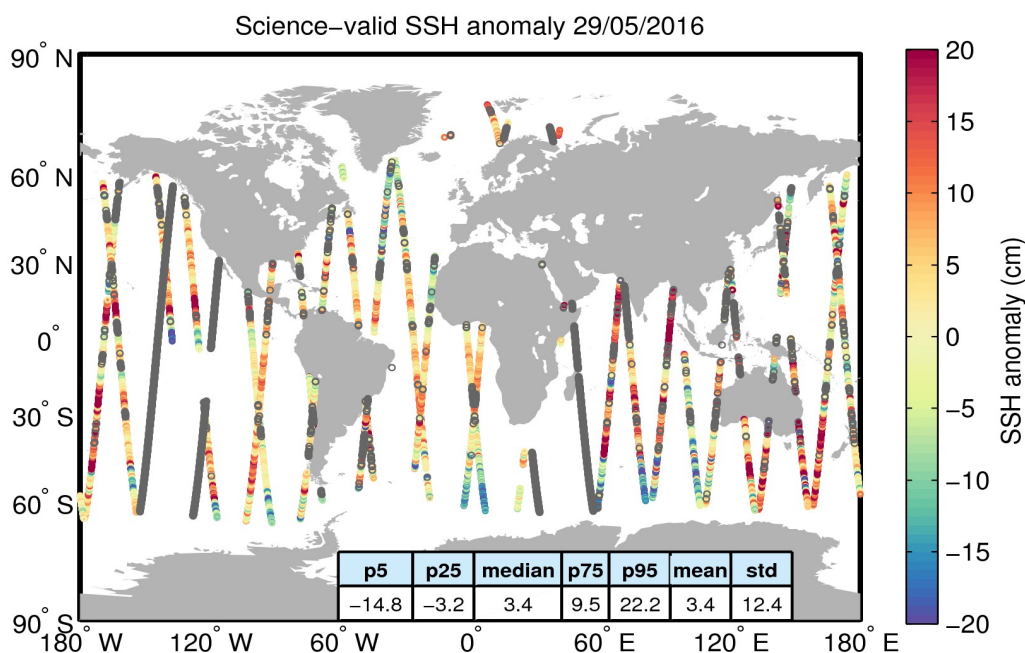 Science−valid SSH anomaly 29/05/2016
90° N
60° N
30° N
0°
30° S
60° S
90° S
180° W
120° W
60° W
0°
60° E
120° E
180° E
p5 p25 median p75 p95 mean std
−14.8 −3.2 3.4 9.5 22.2 3.4 12.4
20
15
10
5
0
−5
−10
−15
−20
SSH anomaly (cm)